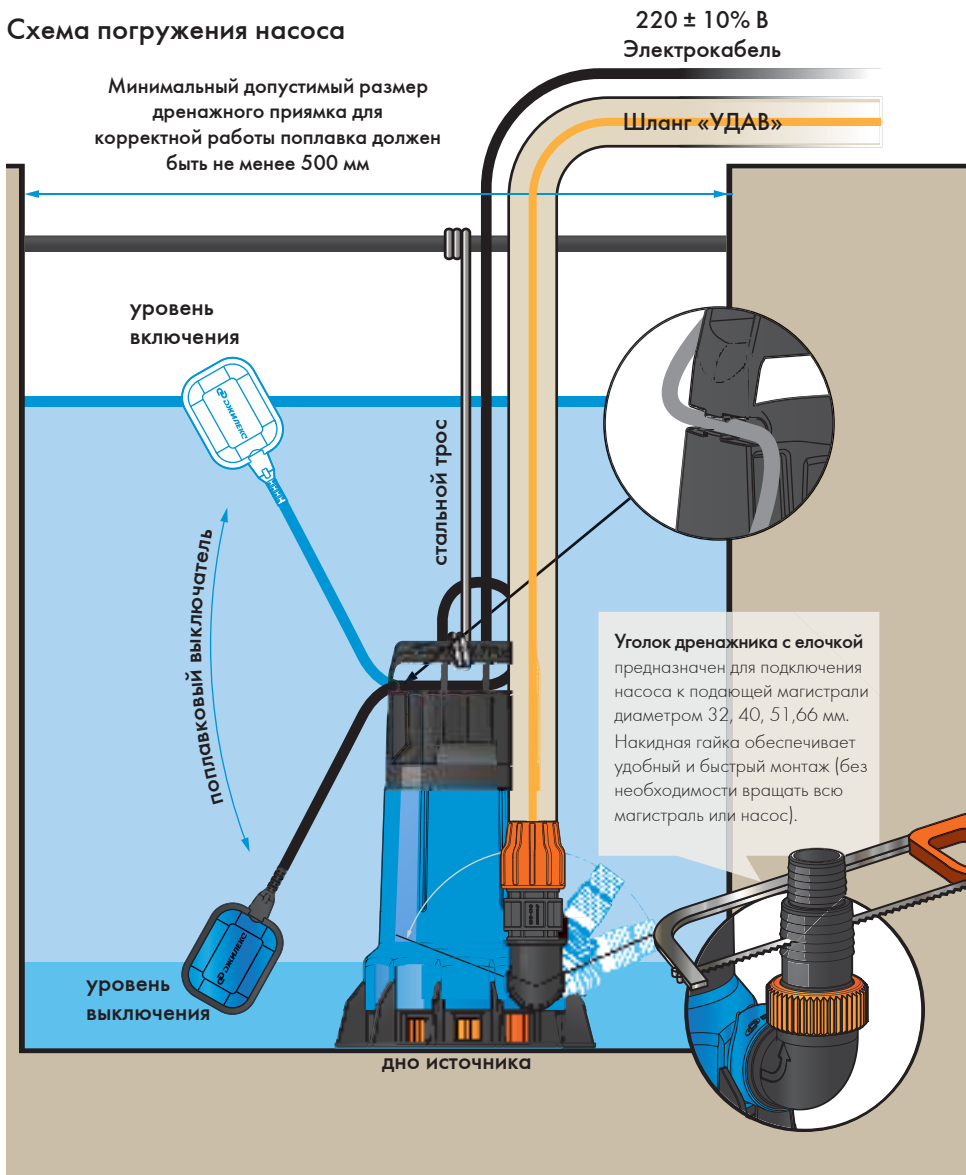 Схема погружения насоса
220 ± 10% В
Электрокабель
Минимальный допустимый размер
дренажного приямка для
корректной работы поплавка должен
быть не менее 500 мм
Шланг «УДАВ»
уровень
включения
ДЖИЛЕКС
стальной трос
поплавковый выключатель
Уголок дренажника с елочкой
предназначен для подключения
насоса к подающей магистрали
диаметром 32, 40, 51,66 мм.
Накидная гайка обеспечивает
удобный и быстрый монтаж (без
необходимости вращать всю
магистраль или насос).
ДЖИЛЕКС
уровень
выключения
дно источника